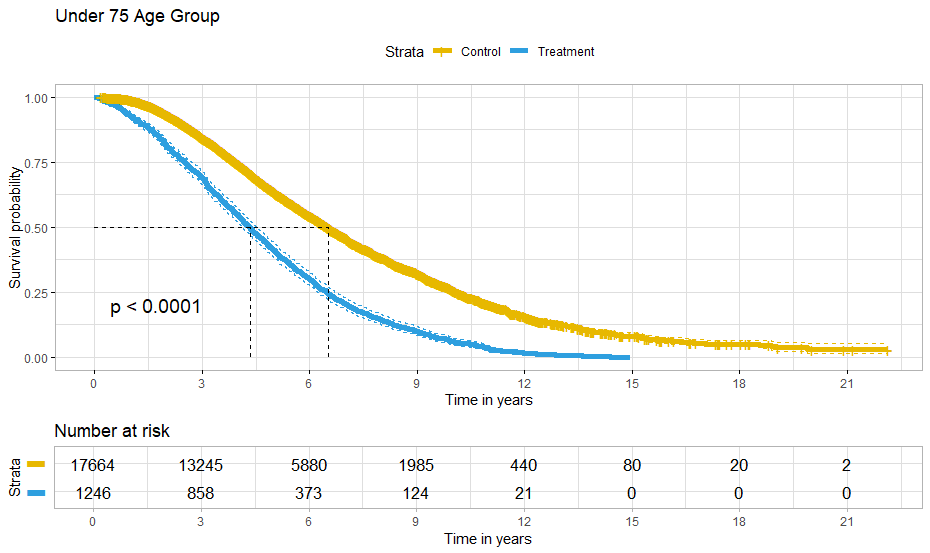 Under 75 Age Group
Strata Control Treatment
1.00
0.75
0.50
0.25
0.00
Survival probability
p < 0.0001
0 3 6 9 12 15 18 21
Time in years
Number at risk
Strata
17664 13245 5880 1985 440 80 20 2
1246 858 373 124 21 0 0 0
0 3 6 9 12 15 18 21
Time in years